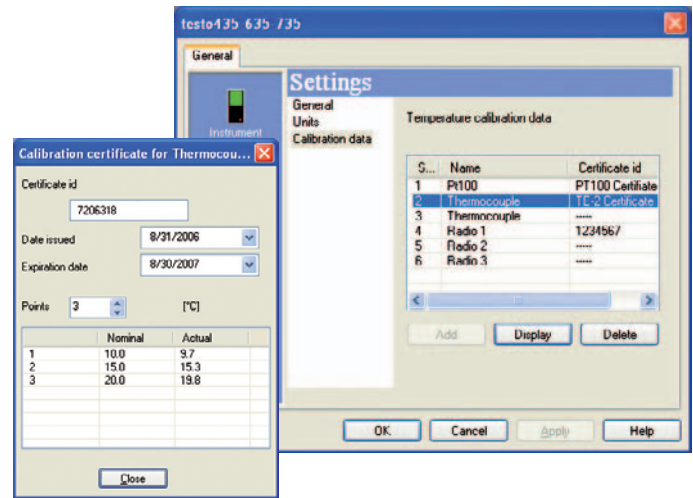 testo435 635 735
General
Settings
Instrument
General
Units
Calibration data
Temperature calibration data
S... Name Certificate id
1 Pt100 PT100 Certifiate
2 Thermocouple TE-2 Certificate
3 Thermocouple -----
4 Radio 1 1234567
5 Radio 2 -----
6 Radio 3 -----
Add Display Delete
OK Cancel Apply Help
Calibration certificate for Thermocou...
Certificate id
7206318
Date issued 8/31/2006
Expiration date 8/30/2007
Points 3 [°C]
Nominal Actual
1 10.0 9.7
2 15.0 15.3
3 20.0 19.8
Close